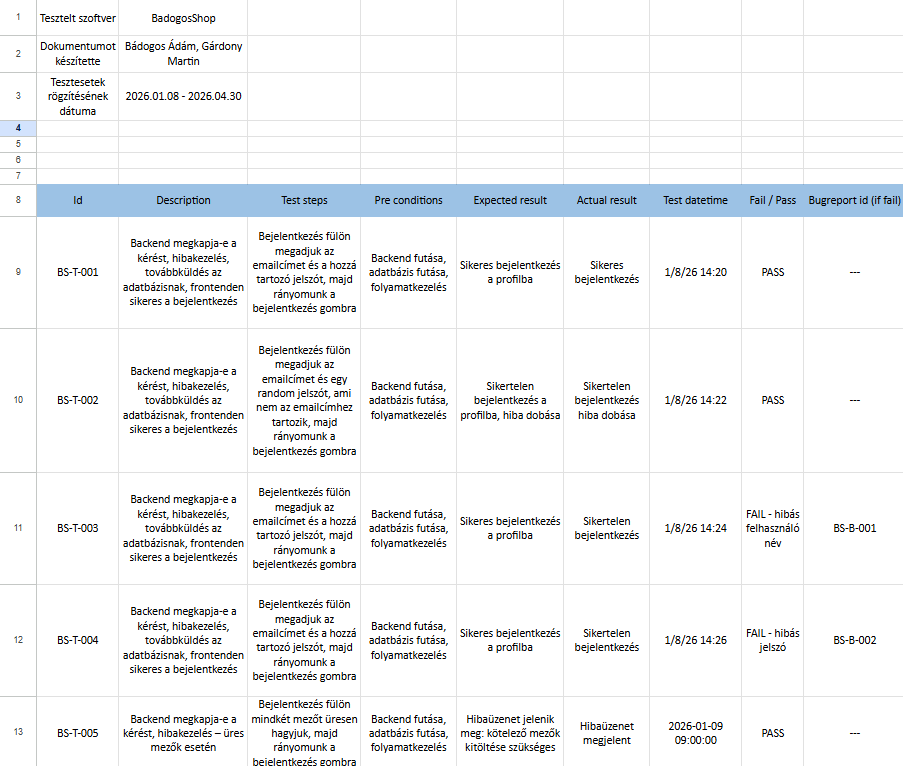 1
Tesztelt szoftver
BadogosShop
2
Dokumentumot
készítette
Bádogos Ádám, Gárdony
Martin
3
Tesztesetek
rögzítésének
dátuma
2026.01.08 - 2026.04.30
4
5
6
7
8
Id
Description
Test steps
Pre conditions
Expected result
Actual result
Test datetime
Fail / Pass
Bugreport id (if fail)
9
BS-T-001
Backend megkapja-e a
kérést, hibakezelés,
továbbküldés az
adatbázisnak, frontenden
sikeres a bejelentkezés
Bejelentkezés fülön
megadjuk az
emailcímet és a hozzá
tartozó jelszót, majd
rányomunk a
bejelentkezés gombra
Backend futása,
adatbázis futása,
folyamatkezelés
Sikeres bejelentkezés
a profilba
Sikeres
bejelentkezés
1/8/26 14:20
PASS
---
10
BS-T-002
Backend megkapja-e a
kérést, hibakezelés,
továbbküldés az
adatbázisnak, frontenden
sikeres a bejelentkezés
Bejelentkezés fülön
megadjuk az
emailcímet és egy
random jelszót, ami
nem az emailcímhez
tartozik, majd
rányomunk a
bejelentkezés gombra
Backend futása,
adatbázis futása,
folyamatkezelés
Sikertelen
bejelentkezés a
profilba, hiba dobása
Sikertelen
bejelentkezés
hiba dobása
1/8/26 14:22
PASS
---
11
BS-T-003
Backend megkapja-e a
kérést, hibakezelés,
továbbküldés az
adatbázisnak, frontenden
sikeres a bejelentkezés
Bejelentkezés fülön
megadjuk az
emailcímet és a hozzá
tartozó jelszót, majd
rányomunk a
bejelentkezés gombra
Backend futása,
adatbázis futása,
folyamatkezelés
Sikeres bejelentkezés
a profilba
Sikertelen
bejelentkezés
1/8/26 14:24
FAIL - hibás
felhasználó
név
BS-B-001
12
BS-T-004
Backend megkapja-e a
kérést, hibakezelés,
továbbküldés az
adatbázisnak, frontenden
sikeres a bejelentkezés
Bejelentkezés fülön
megadjuk az
emailcímet és a hozzá
tartozó jelszót, majd
rányomunk a
bejelentkezés gombra
Backend futása,
adatbázis futása,
folyamatkezelés
Sikeres bejelentkezés
a profilba
Sikertelen
bejelentkezés
1/8/26 14:26
FAIL - hibás
jelszó
BS-B-002
13
BS-T-005
Backend megkapja-e a
kérést, hibakezelés – üres
mezők esetén
Bejelentkezés fülön
mindkét mezőt üresen
hagyjuk, majd
rányomunk a
bejelentkezés gombra
Backend futása,
adatbázis futása,
folyamatkezelés
Hibaüzenet jelenik
meg: kötelező mezők
kitöltése szükséges
Hibaüzenet
megjelent
2026-01-09
09:00:00
PASS
---